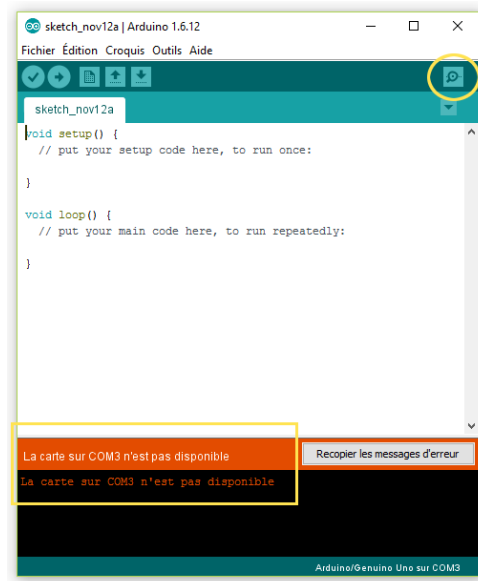 sketch_nov12a | Arduino 1.6.12
Fichier Édition Croquis Outils Aide
sketch_nov12a
void setup() {
// put your setup code here, to run once:
}
void loop() {
// put your main code here, to run repeatedly:
}
La carte sur COM3 n'est pas disponible
Recopier les messages d'erreur
La carte sur COM3 n'est pas disponible
Arduino/Genuino Uno sur COM3